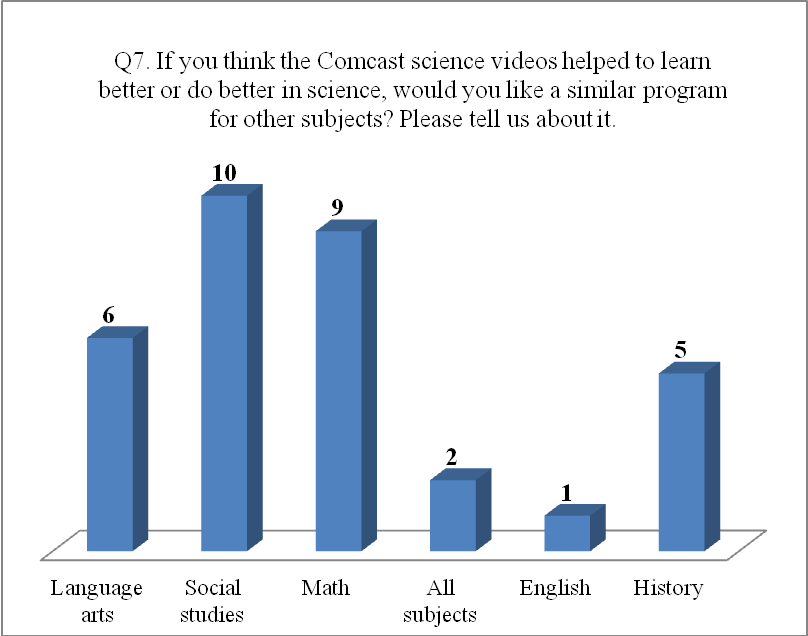 Q7. If you think the Comcast science videos helped to learn
better or do better in science, would you like a similar program
for other subjects? Please tell us about it.
6
10
9
2
1
5
Language
arts
Social
studies
Math
All
subjects
English
History